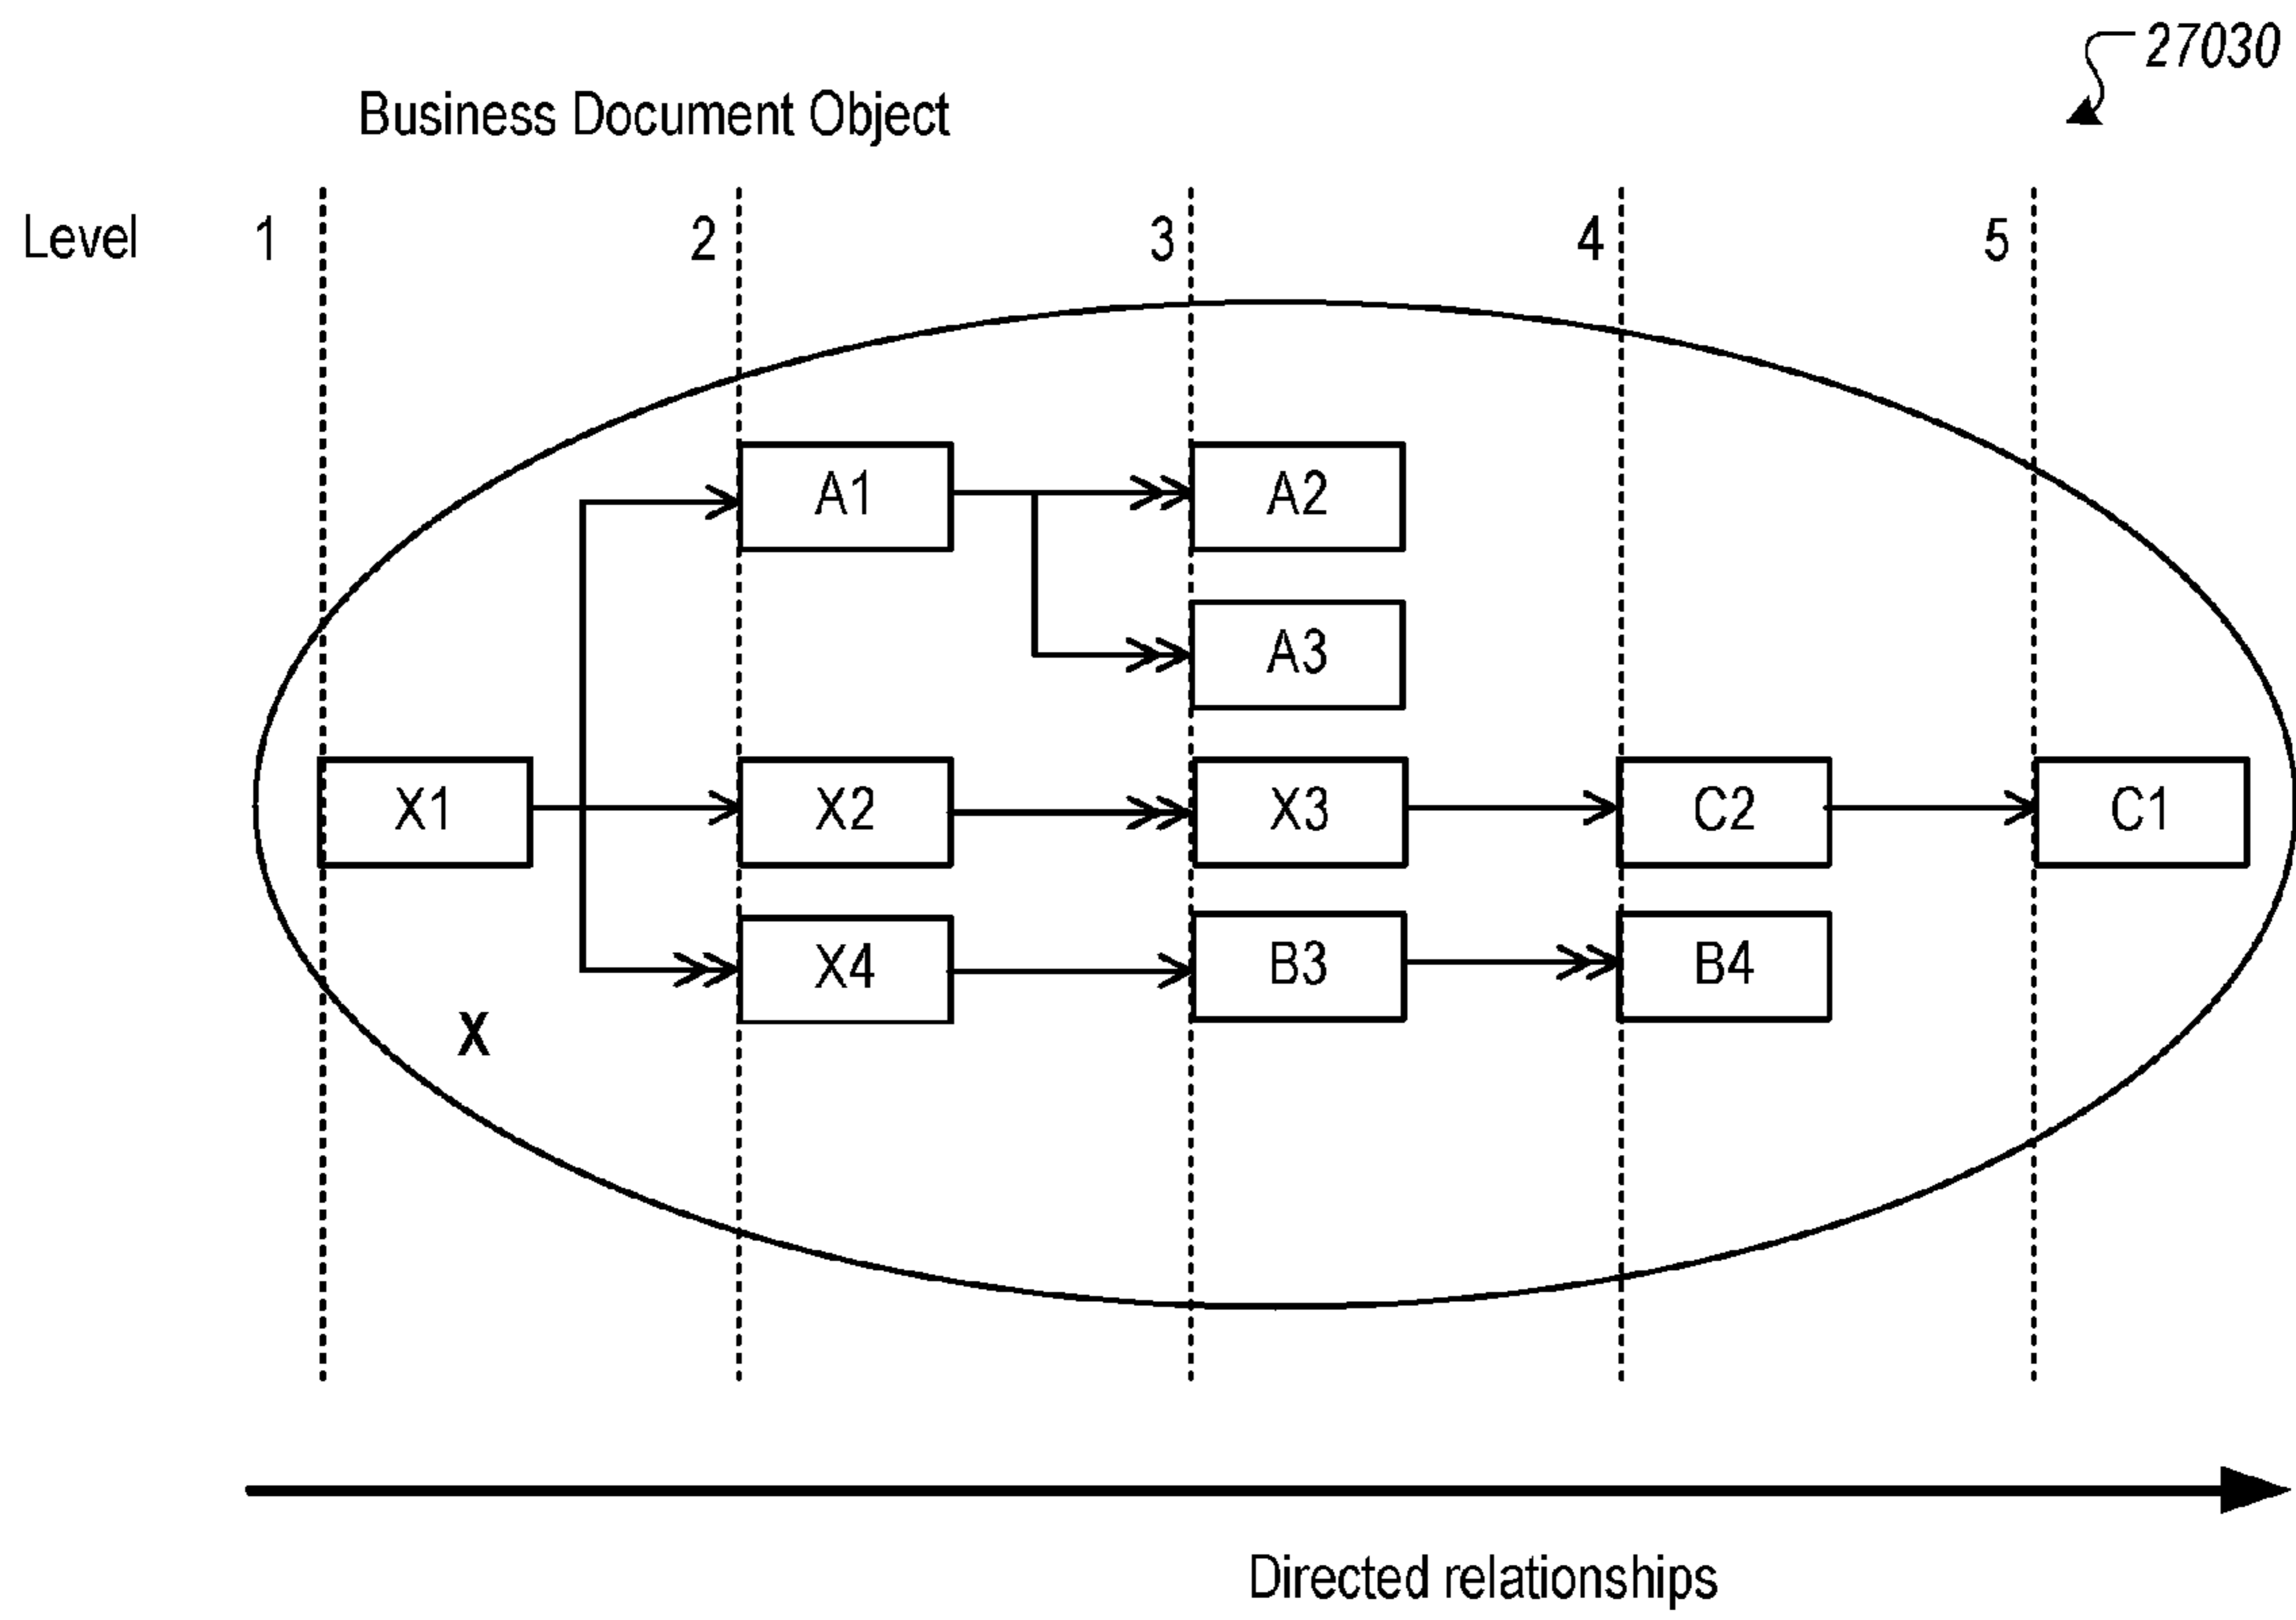 27030
Business Document Object
Level 1 2 3 4 5
A1 A2
A3
X1 X2 X3 C2 C1
X4 B3 B4
X
Directed relationships